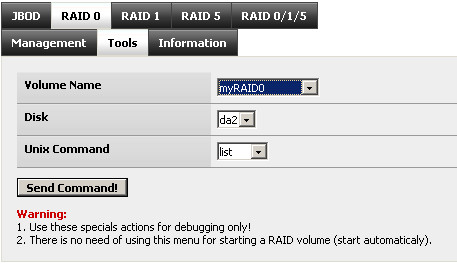 JBOD RAID 0 RAID 1 RAID 5 RAID 0/1/5
Management Tools Information
Volume Name myRAID0
Disk da2
Unix Command list
Send Command!
Warning:
1. Use these specials actions for debugging only!
2. There is no need of using this menu for starting a RAID volume (start automaticaly).